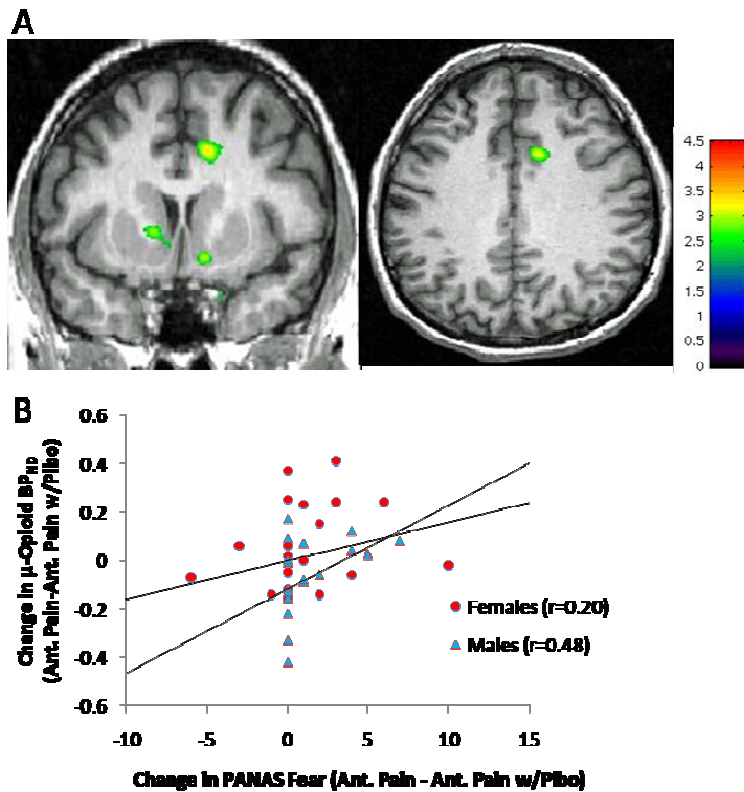 A
4.5
4
3.5
3
2.5
2
1.5
1
0.5
0
B
Change in μ-Opioid BPND
(Ant. Pain-Ant. Pain w/Plbo)
0.6
0.4
0.2
0
-0.2
-0.4
-0.6
Females (r=0.20)
Males (r=0.48)
-10 -5 0 5 10 15
Change in PANAS Fear (Ant. Pain - Ant. Pain w/Plbo)